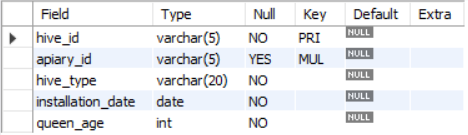 Field Type Null Key Default Extra
hive_id varchar(5) NO PRI NULL
apiary_id varchar(5) YES MUL NULL
hive_type varchar(20) NO NULL
installation_date date NO NULL
queen_age int NO NULL